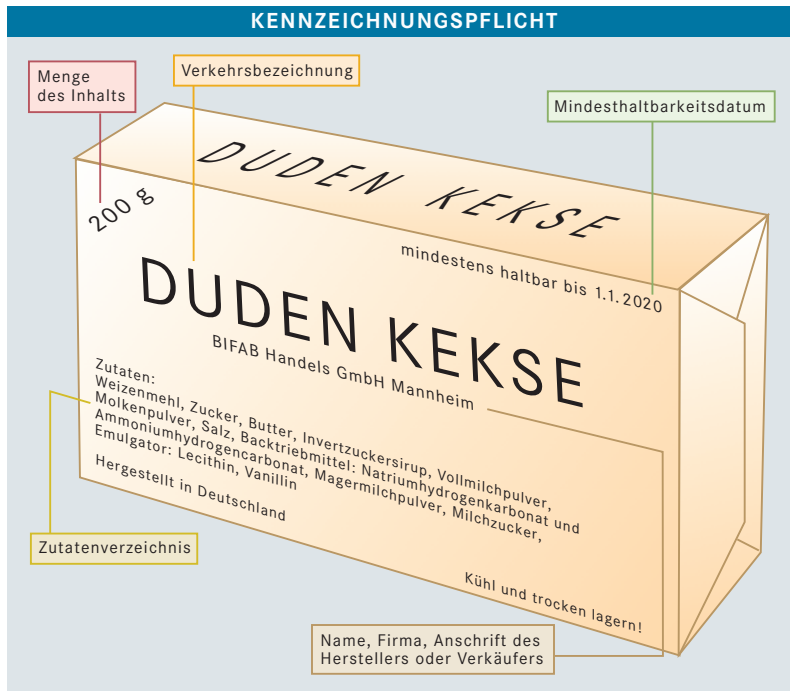 KENNZEICHNUNGSPFLICHT
Menge
des Inhalts
Verkehrsbezeichnung
Mindesthaltbarkeitsdatum
DUDEN KEKSE
200 g
mindestens haltbar bis 1.1.2020
DUDEN KEKSE
BIFAB Handels GmbH Mannheim
Zutaten:
Weizenmehl, Zucker, Butter, Invertzuckersirup, Vollmilchpulver,
Molkenpulver, Salz, Backtriebmittel: Natriumhydrogenkarbonat und
Ammoniumhydrogencarbonat, Magermilchpulver, Milchzucker,
Emulgator: Lecithin, Vanillin
Hergestellt in Deutschland
Zutatenverzeichnis
Kühl und trocken lagern!
Name, Firma, Anschrift des
Herstellers oder Verkäufers